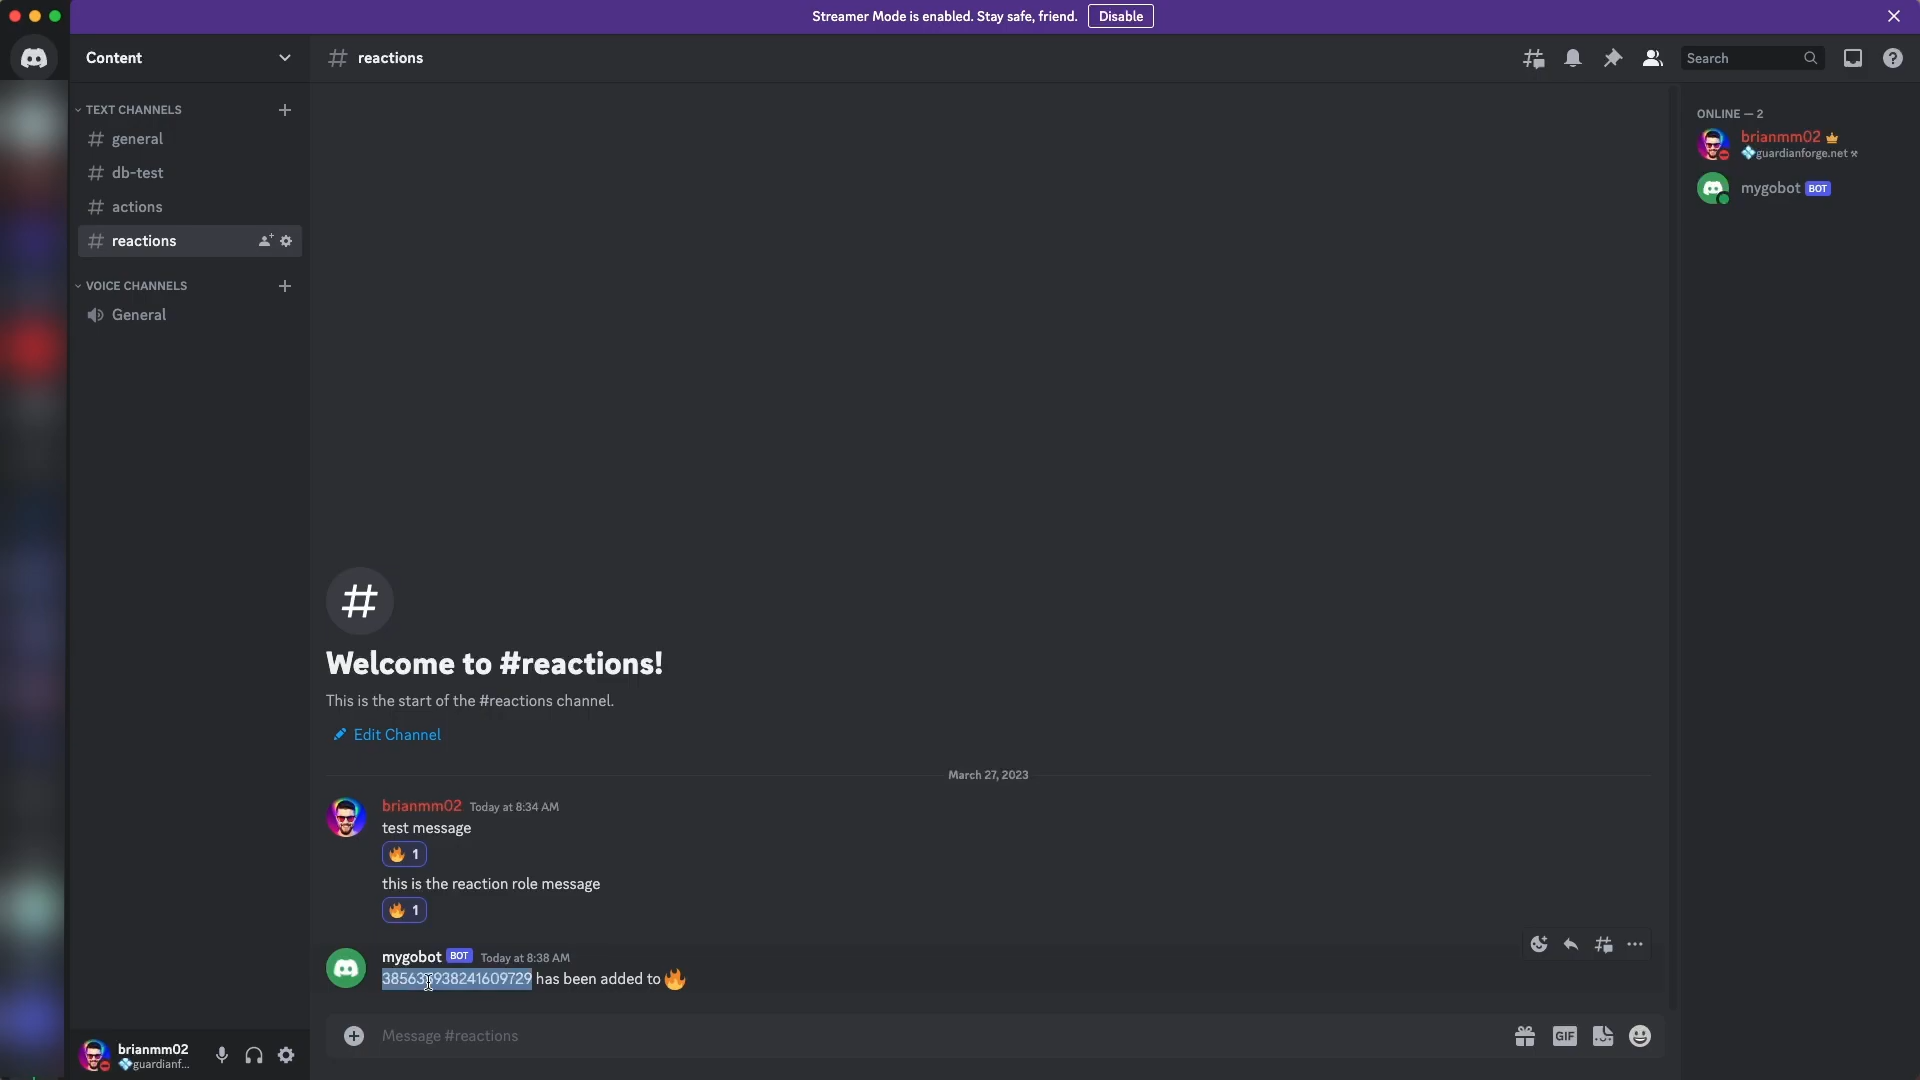 Streamer Mode is enabled. Stay safe, friend. Disable
Content
# reactions
Search
TEXT CHANNELS
general
db-test
actions
reactions
VOICE CHANNELS
General
ONLINE — 2
brianmm02
guardianforge.net
mygobot BOT
Welcome to #reactions!
This is the start of the #reactions channel.
Edit Channel
March 27, 2023
brianmm02 Today at 8:34 AM
test message
🔥 1
this is the reaction role message
🔥 1
mygobot BOT Today at 8:38 AM
has been added to 🔥
Message #reactions
GIF
brianmm02
guardianf...